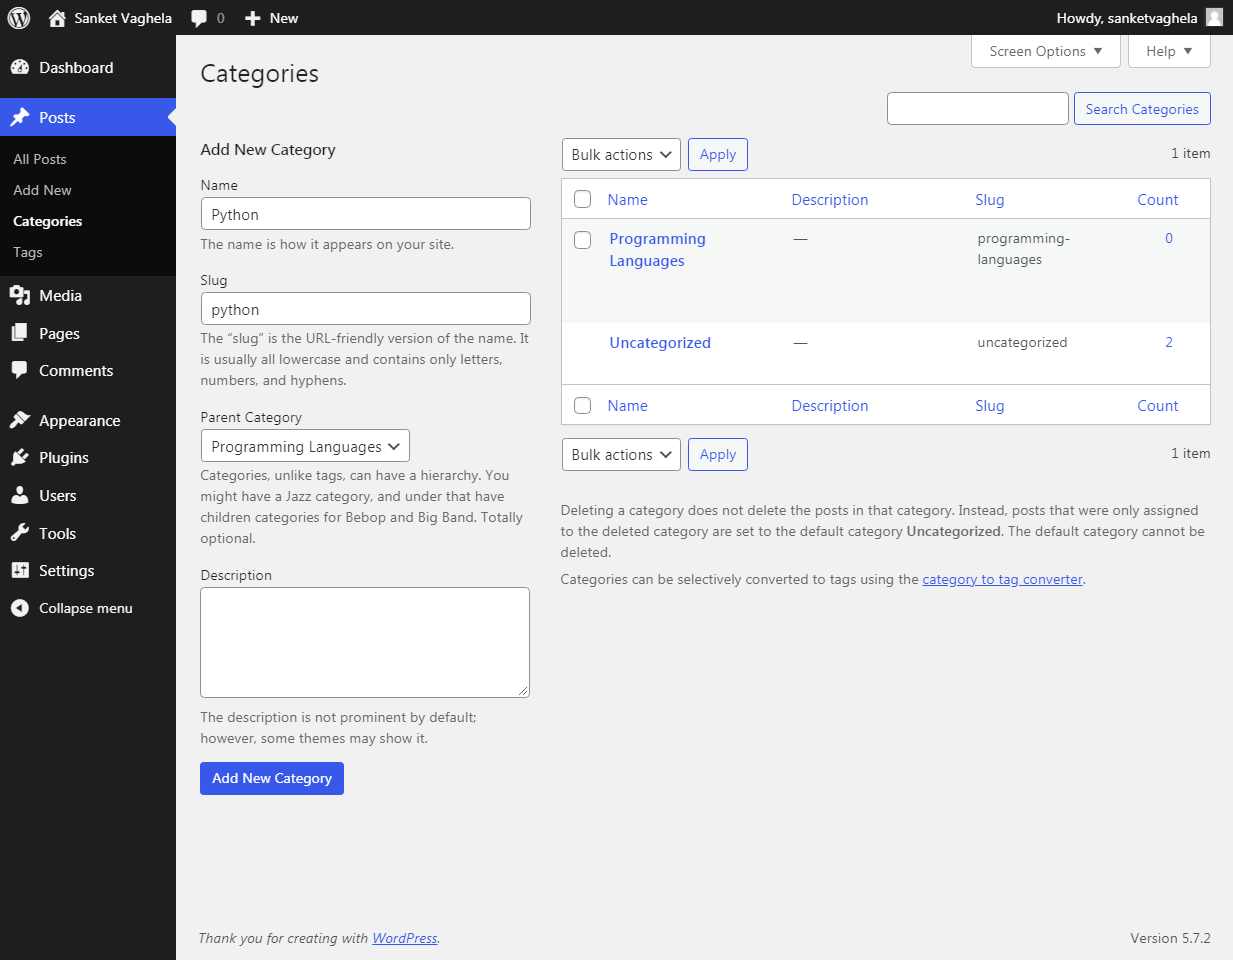 Sanket Vaghela 0 New Howdy, sanketvaghela
Dashboard
Posts
All Posts
Add New
Categories
Tags
Media
Pages
Comments
Appearance
Plugins
Users
Tools
Settings
Collapse menu
Screen Options Help
Categories
Search Categories
Add New Category
Name
Python
The name is how it appears on your site.
Slug
python
The “slug” is the URL-friendly version of the name. It
is usually all lowercase and contains only letters,
numbers, and hyphens.
Parent Category
Programming Languages
Categories, unlike tags, can have a hierarchy. You
might have a Jazz category, and under that have
children categories for Bebop and Big Band. Totally
optional.
Description
The description is not prominent by default;
however, some themes may show it.
Add New Category
Bulk actions Apply 1 item
Name Description Slug Count
Programming — programming- 0
Languages languages
Uncategorized — uncategorized 2
Name Description Slug Count
Bulk actions Apply 1 item
Deleting a category does not delete the posts in that category. Instead, posts that were only assigned
to the deleted category are set to the default category Uncategorized. The default category cannot be
deleted.
Categories can be selectively converted to tags using the category to tag converter.
Thank you for creating with WordPress. Version 5.7.2